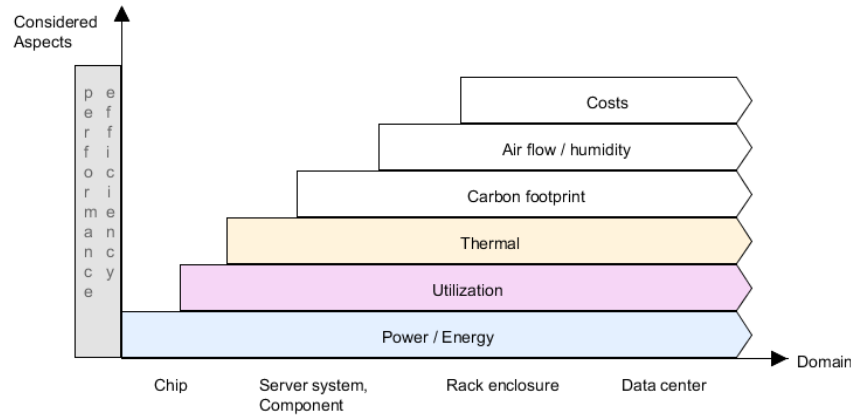 Considered
Aspects
performance
efficiency
Costs
Air flow / humidity
Carbon footprint
Thermal
Utilization
Power / Energy
Domain
Chip
Server system,
Component
Rack enclosure
Data center